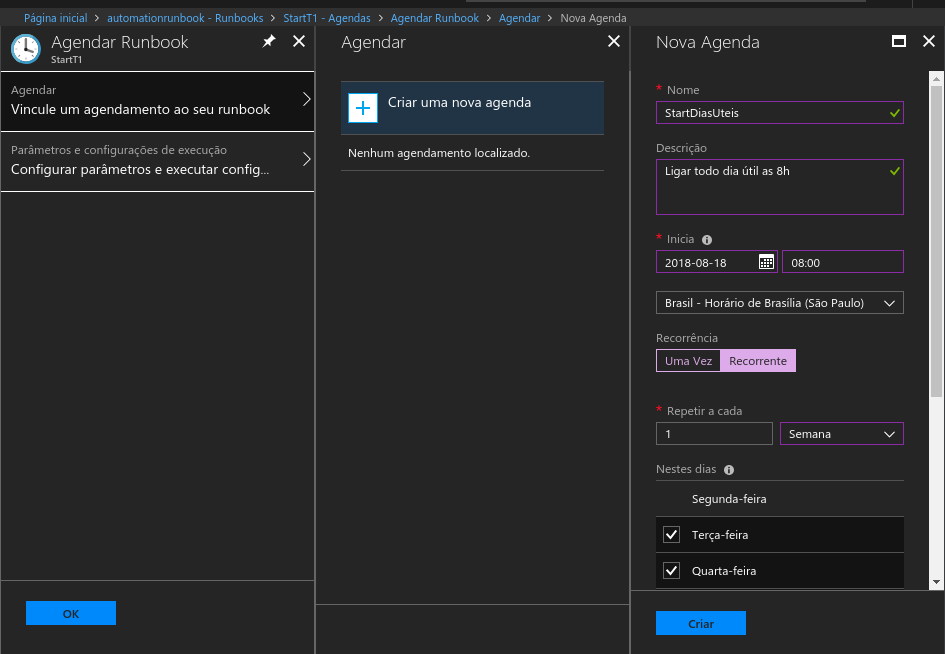 Página inicial > automationrunbook - Runbooks > StartT1 - Agendas > Agendar Runbook > Agendar > Nova Agenda
Agendar Runbook
StartT1
Agendar
Vincule um agendamento ao seu runbook
Parâmetros e configurações de execução
Configurar parâmetros e executar config...
OK
Agendar
Criar uma nova agenda
Nenhum agendamento localizado.
Nova Agenda
* Nome
StartDiasUteis
Descrição
Ligar todo dia útil as 8h
* Inicia
2018-08-18 08:00
Brasil - Horário de Brasília (São Paulo)
Recorrência
Uma Vez Recorrente
* Repetir a cada
1 Semana
Nestes dias
Segunda-feira
Terça-feira
Quarta-feira
Criar